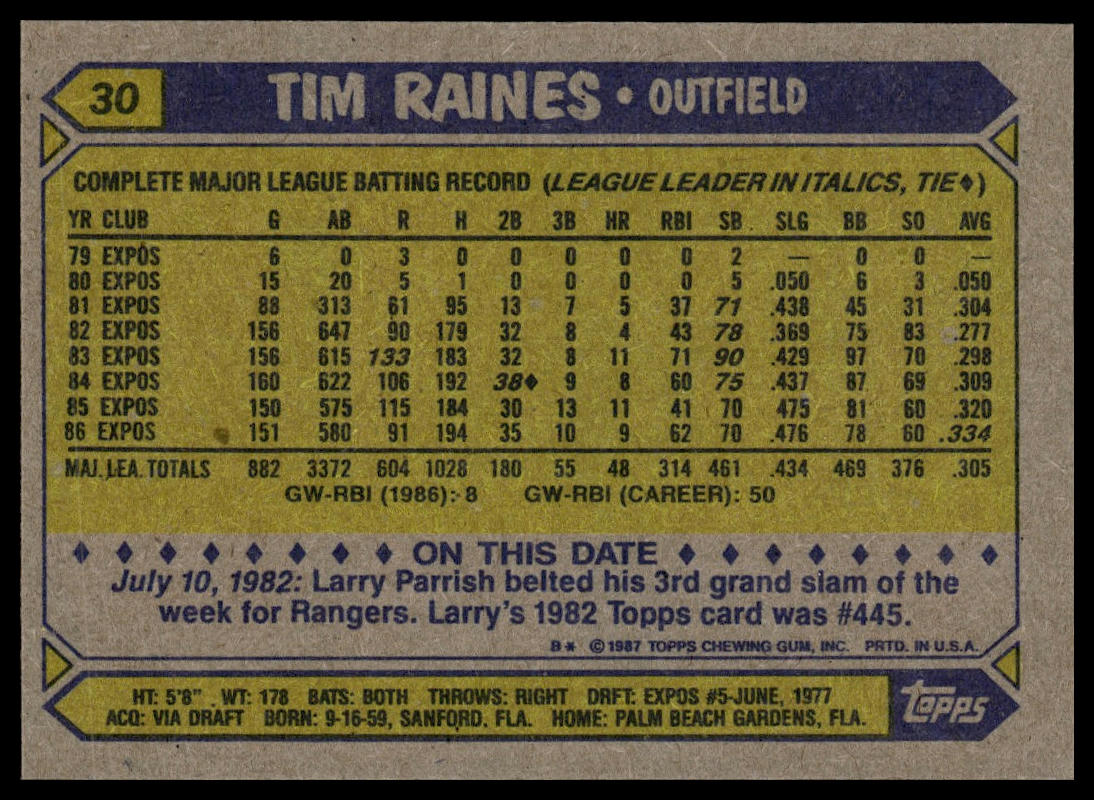 30 TIM RAINES • OUTFIELD
COMPLETE MAJOR LEAGUE BATTING RECORD (LEAGUE LEADER IN ITALICS, TIE♦)
YR CLUB G AB R H 2B 3B HR RBI SB SLG BB SO AVG
79 EXPOS 6 0 3 0 0 0 0 0 2 — 0 0 —
80 EXPOS 15 20 5 1 0 0 0 0 5 .050 6 3 .050
81 EXPOS 88 313 61 95 13 7 5 37 71 .438 45 31 .304
82 EXPOS 156 647 90 179 32 8 4 43 78 .369 75 83 .277
83 EXPOS 156 615 133 183 32 8 11 71 90 .429 97 70 .298
84 EXPOS 160 622 106 192 38♦ 9 8 60 75 .437 87 69 .309
85 EXPOS 150 575 115 184 30 13 11 41 70 .475 81 60 .320
86 EXPOS 151 580 91 194 35 10 9 62 70 .476 78 60 .334
MAJ. LEA. TOTALS 882 3372 604 1028 180 55 48 314 461 .434 469 376 .305
GW-RBI (1986): 8 GW-RBI (CAREER): 50
♦ ♦ ♦ ♦ ♦ ♦ ♦ ♦ ON THIS DATE ♦ ♦ ♦ ♦ ♦ ♦ ♦ ♦
July 10, 1982: Larry Parrish belted his 3rd grand slam of the
week for Rangers. Larry's 1982 Topps card was #445.
B* ©1987 TOPPS CHEWING GUM, INC. PRTD. IN U.S.A.
HT: 5'8" WT: 178 BATS: BOTH THROWS: RIGHT DRFT: EXPOS #5-JUNE, 1977
ACQ: VIA DRAFT BORN: 9-16-59, SANFORD, FLA. HOME: PALM BEACH GARDENS, FLA.
topps